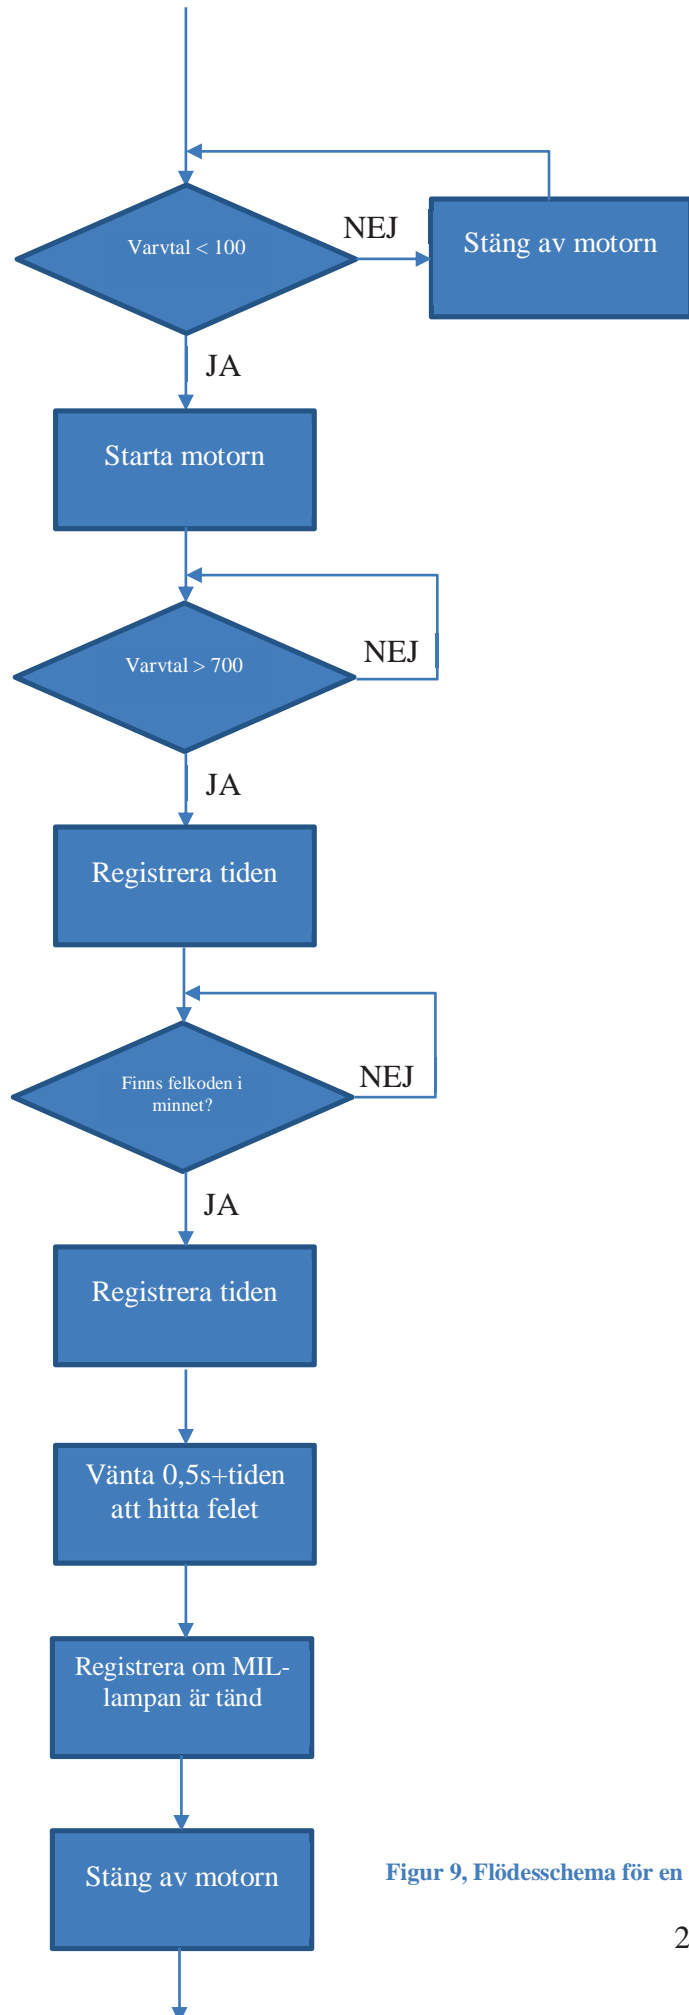 Varvtal < 100
NEJ
Stäng av motorn
JA
Starta motorn
Varvtal > 700
NEJ
JA
Registrera tiden
Finns felkoden i
minnet?
NEJ
JA
Registrera tiden
Vänta 0,5s+tiden
att hitta felet
Registrera om MIL-
lampan är tänd
Stäng av motorn
Figur 9, Flödesschema för en
2